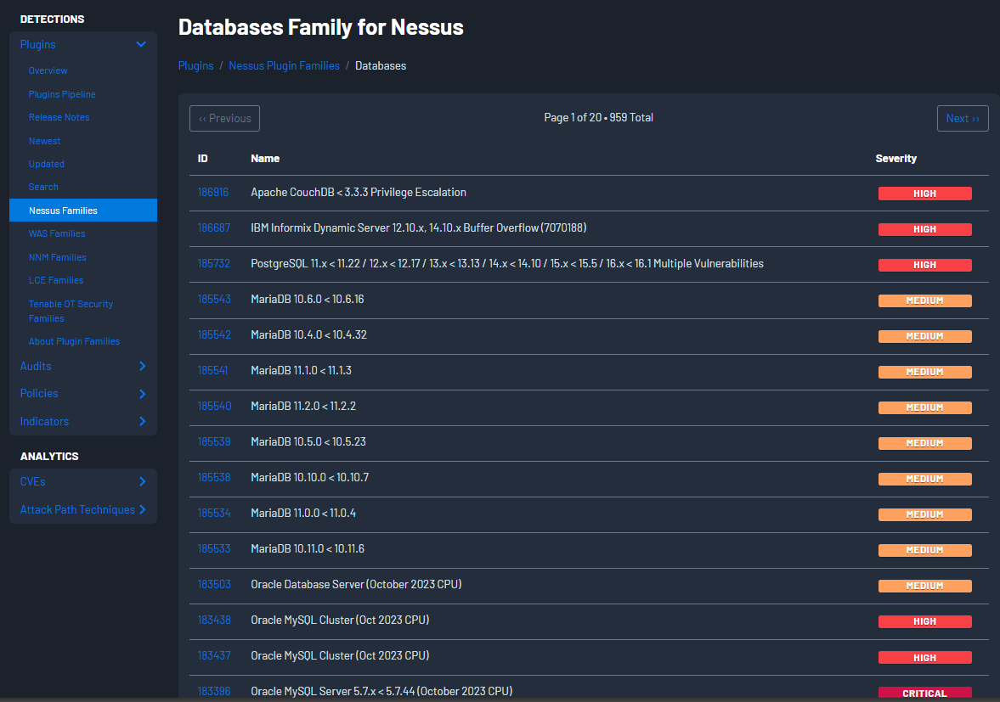 DETECTIONS
Plugins
Overview
Plugins Pipeline
Release Notes
Newest
Updated
Search
Nessus Families
WAS Families
NNM Families
LCE Families
Tenable OT Security
Families
About Plugin Families
Audits
Policies
Indicators
ANALYTICS
CVEs
Attack Path Techniques
Databases Family for Nessus
Plugins / Nessus Plugin Families / Databases
‹‹ Previous Page 1 of 20 • 959 Total Next ››
ID Name Severity
186916 Apache CouchDB < 3.3.3 Privilege Escalation HIGH
186687 IBM Informix Dynamic Server 12.10.x, 14.10.x Buffer Overflow (7070188) HIGH
185732 PostgreSQL 11.x < 11.22 / 12.x < 12.17 / 13.x < 13.13 / 14.x < 14.10 / 15.x < 15.5 / 16.x < 16.1 Multiple Vulnerabilities HIGH
185543 MariaDB 10.6.0 < 10.6.16 MEDIUM
185542 MariaDB 10.4.0 < 10.4.32 MEDIUM
185541 MariaDB 11.1.0 < 11.1.3 MEDIUM
185540 MariaDB 11.2.0 < 11.2.2 MEDIUM
185539 MariaDB 10.5.0 < 10.5.23 MEDIUM
185538 MariaDB 10.10.0 < 10.10.7 MEDIUM
185534 MariaDB 11.0.0 < 11.0.4 MEDIUM
185533 MariaDB 10.11.0 < 10.11.6 MEDIUM
183503 Oracle Database Server (October 2023 CPU) MEDIUM
183438 Oracle MySQL Cluster (Oct 2023 CPU) HIGH
183437 Oracle MySQL Cluster (Oct 2023 CPU) HIGH
183396 Oracle MySQL Server 5.7.x < 5.7.44 (October 2023 CPU) CRITICAL